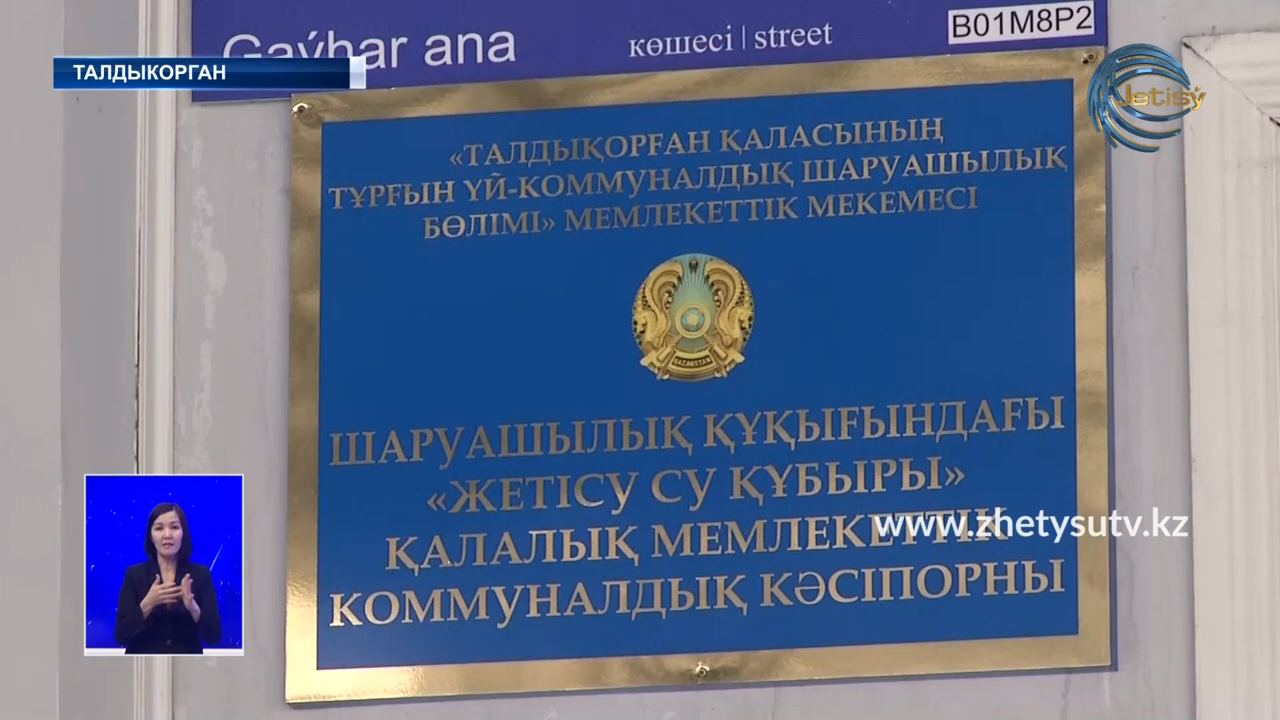 Gaýhar ana көшесі | street B01M8P2
ТАЛДЫКОРГАН
Jetisý
«ТАЛДЫҚОРҒАН ҚАЛАСЫНЫҢ
ТҰРҒЫН ҮЙ-КОММУНАЛДЫҚ ШАРУАШЫЛЫҚ
БӨЛІМІ» МЕМЛЕКЕТТІК МЕКЕМЕСІ
QAZAQSTAN
ШАРУАШЫЛЫҚ ҚҰҚЫҒЫНДАҒЫ
«ЖЕТІСУ СУ ҚҰБЫРЫ»
ҚАЛАЛЫҚ МЕМЛЕКЕТТІК
КОММУНАЛДЫҚ КӘСІПОРНЫ
www.zhetysutv.kz